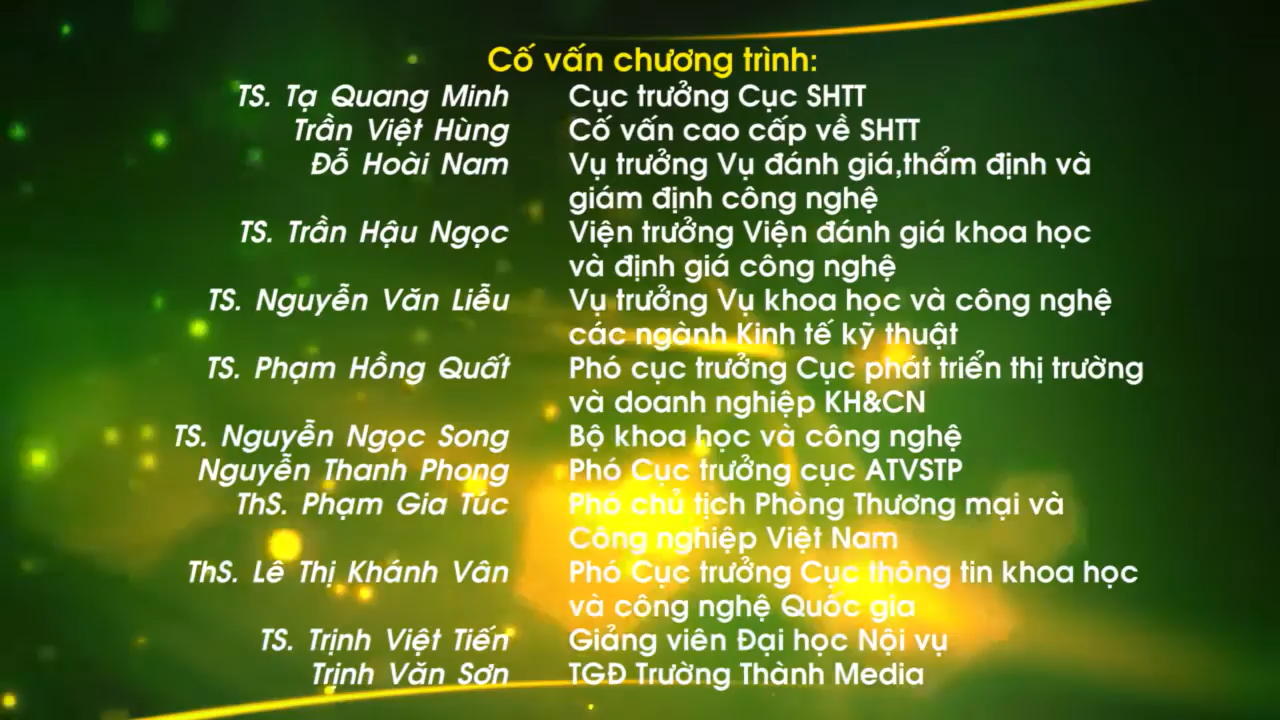 Cố vấn chương trình:
TS. Tạ Quang Minh Cục trưởng Cục SHTT
Trần Việt Hùng Cố vấn cao cấp về SHTT
Đỗ Hoài Nam Vụ trưởng Vụ đánh giá,thẩm định và
giám định công nghệ
TS. Trần Hậu Ngọc Viện trưởng Viện đánh giá khoa học
và định giá công nghệ
TS. Nguyễn Văn Liễu Vụ trưởng Vụ khoa học và công nghệ
các ngành Kinh tế kỹ thuật
TS. Phạm Hồng Quất Phó cục trưởng Cục phát triển thị trường
và doanh nghiệp KH&CN
TS. Nguyễn Ngọc Song Bộ khoa học và công nghệ
Nguyễn Thanh Phong Phó Cục trưởng cục ATVSTP
ThS. Phạm Gia Túc Phó chủ tịch Phòng Thương mại và
Công nghiệp Việt Nam
ThS. Lê Thị Khánh Vân Phó Cục trưởng Cục thông tin khoa học
và công nghệ Quốc gia
TS. Trịnh Việt Tiến Giảng viên Đại học Nội vụ
Trịnh Văn Sơn TGĐ Trường Thành Media